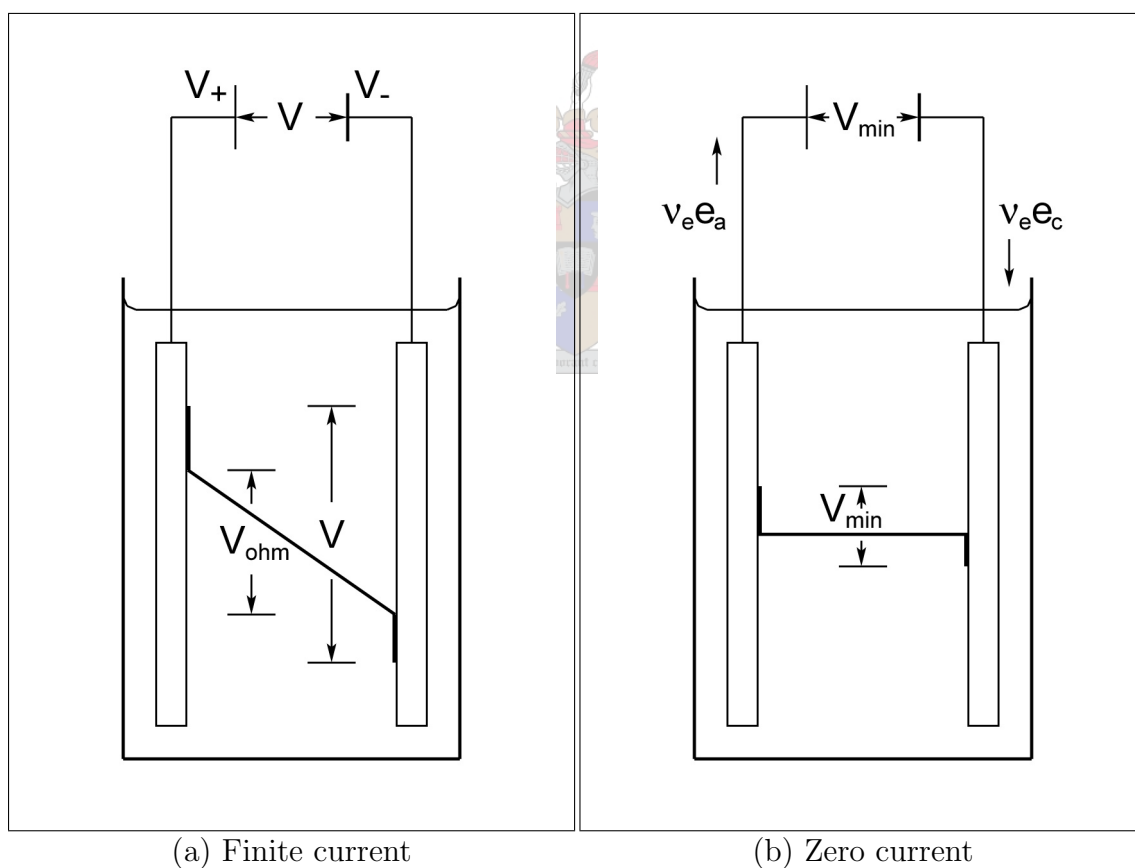 V+
V
V-
Vohm
V
(a) Finite current
Vmin
νeea
νeec
Vmin
(b) Zero current